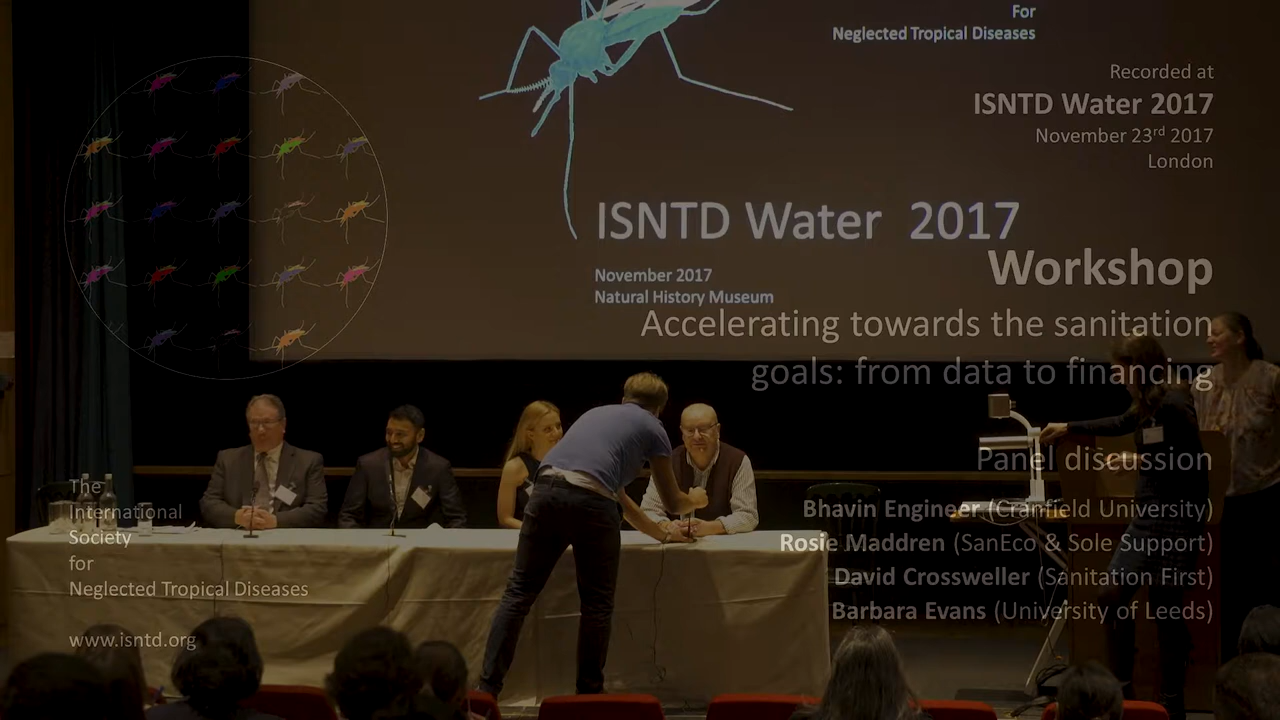 For
Neglected Tropical Diseases
Recorded at
ISNTD Water 2017
November 23rd 2017
London
ISNTD Water 2017
November 2017
Natural History Museum
Workshop
Accelerating towards the sanitation
goals: from data to financing
Panel discussion
Bhavin Engineer (Cranfield University)
Rosie Maddren (SanEco & Sole Support)
David Crossweller (Sanitation First)
Barbara Evans (University of Leeds)
The
International
Society
for
Neglected Tropical Diseases
www.isntd.org